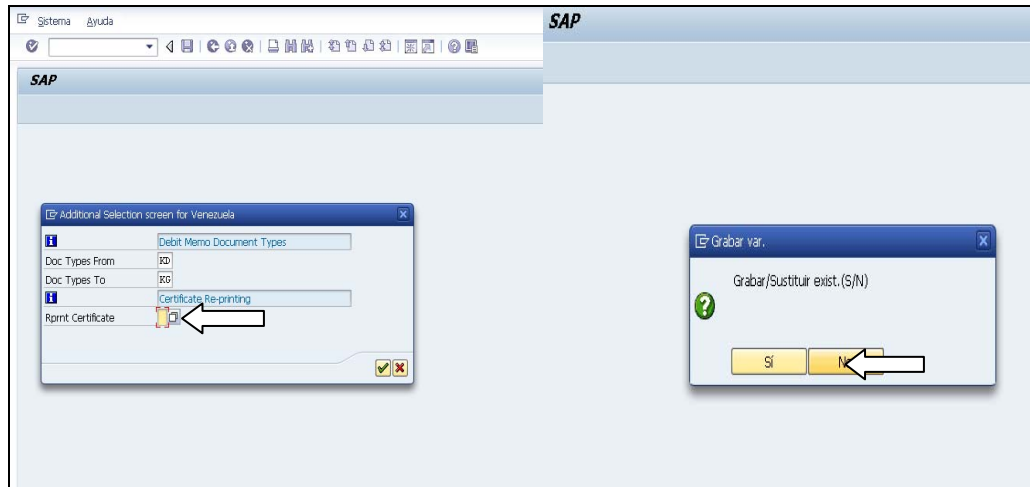 Sistema Ayuda
SAP
Additional Selection screen for Venezuela
Debit Memo Document Types
Doc Types From KD
Doc Types To KG
Certificate Re-printing
Rprnt Certificate
SAP
Grabar var.
Grabar/Sustituir exist.(S/N)
Sí